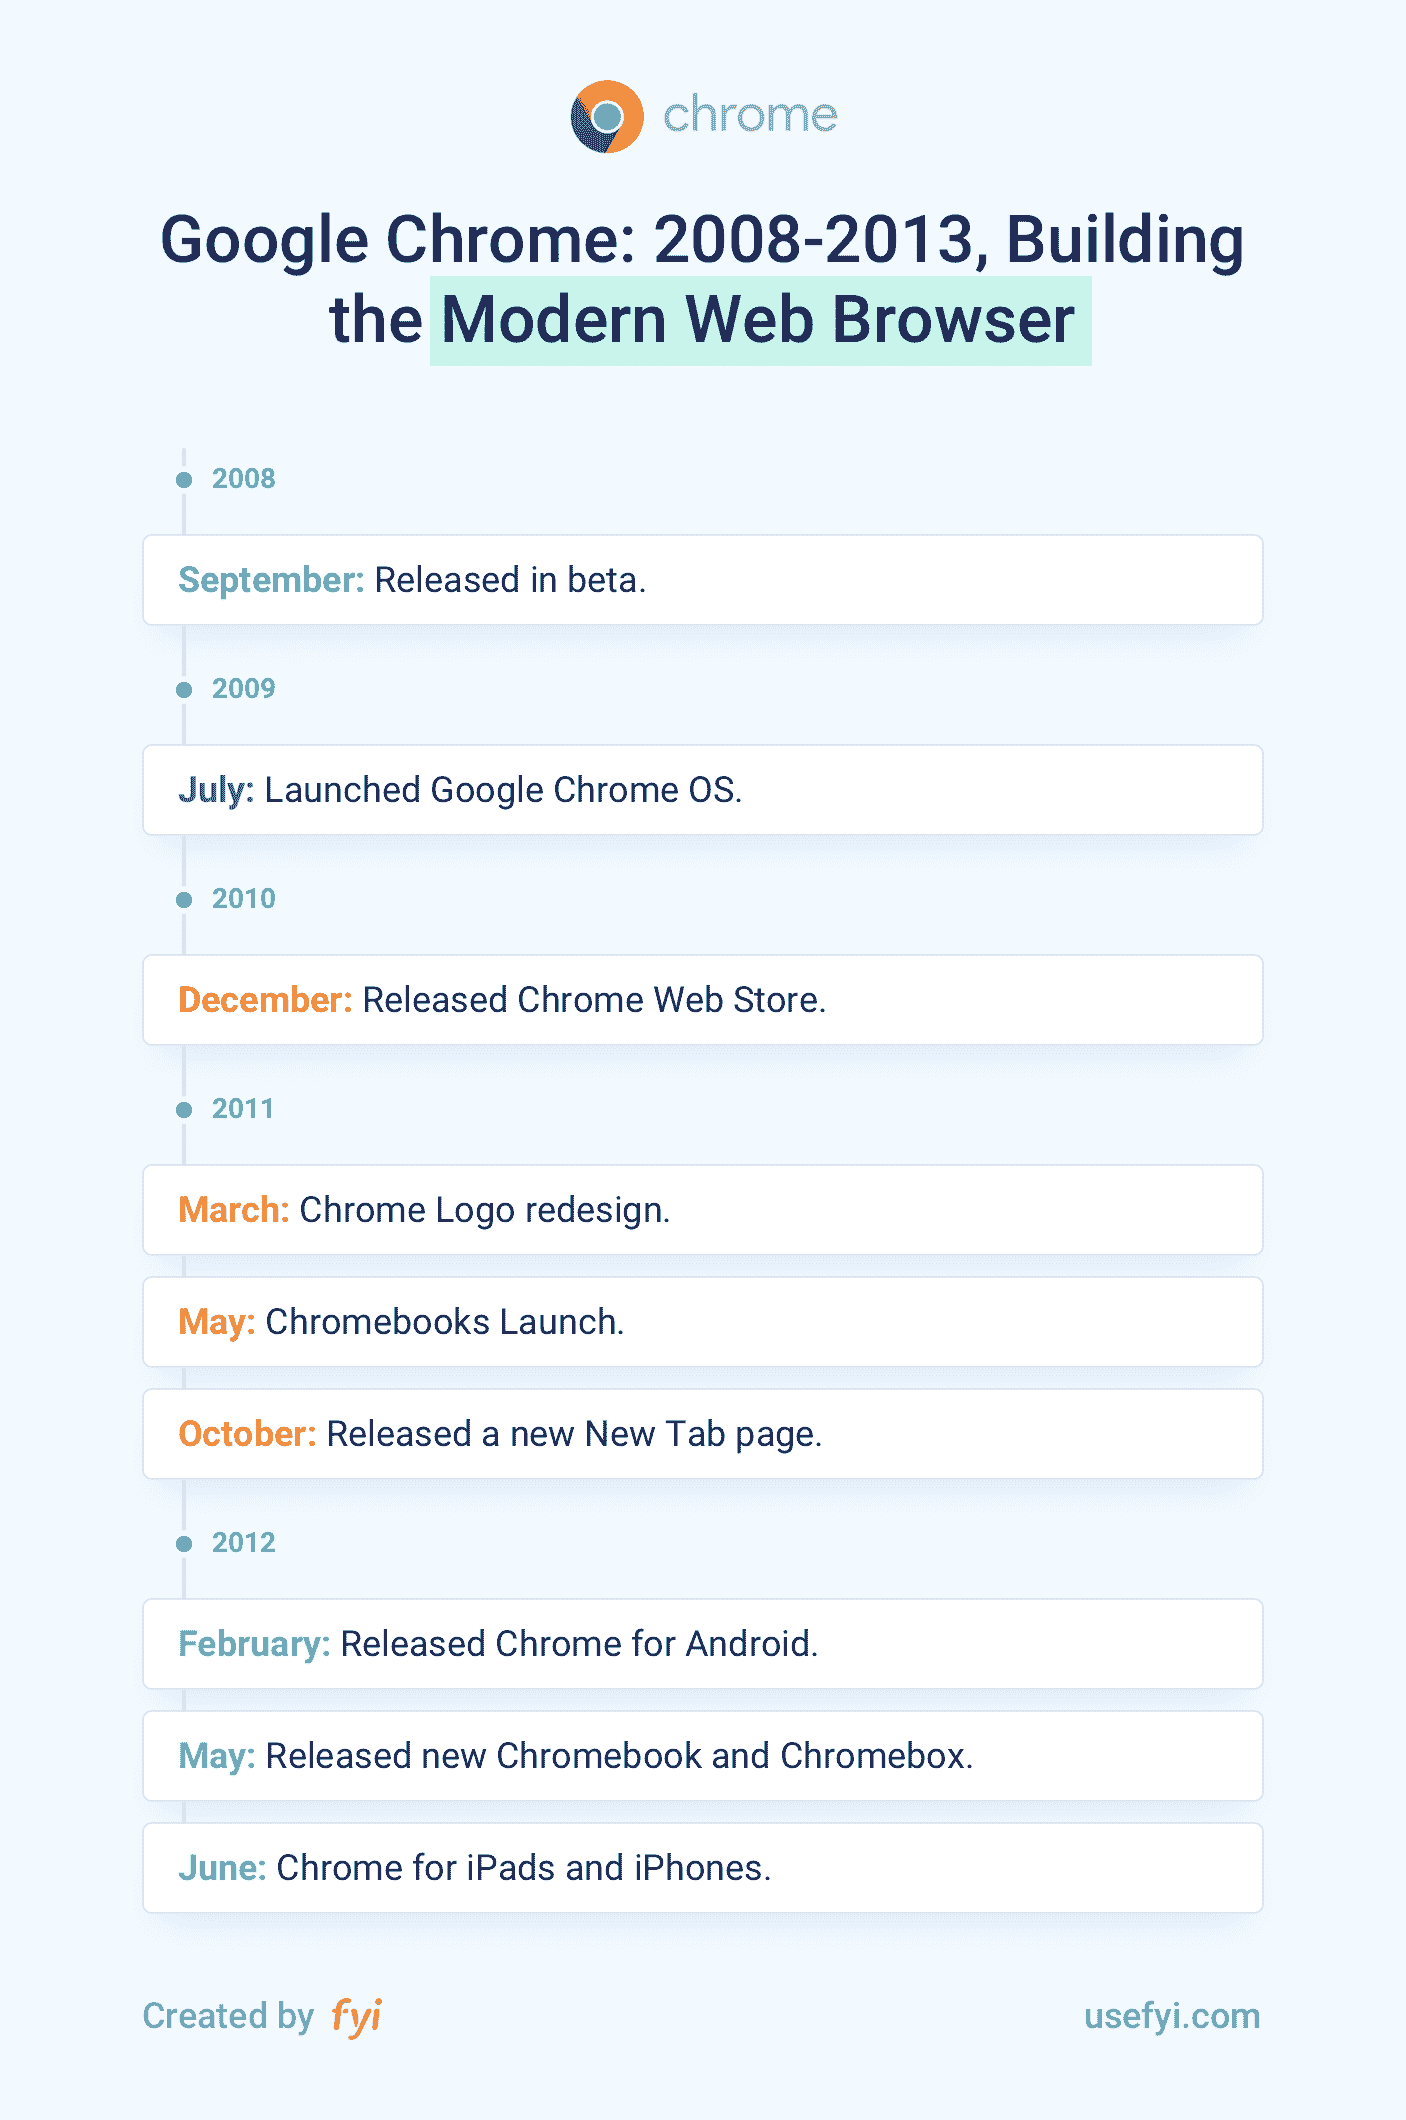 chrome
Google Chrome: 2008-2013, Building
the Modern Web Browser
2008
September: Released in beta.
2009
July: Launched Google Chrome OS.
2010
December: Released Chrome Web Store.
2011
March: Chrome Logo redesign.
May: Chromebooks Launch.
October: Released a new New Tab page.
2012
February: Released Chrome for Android.
May: Released new Chromebook and Chromebox.
June: Chrome for iPads and iPhones.
Created by fyi
usefyi.com